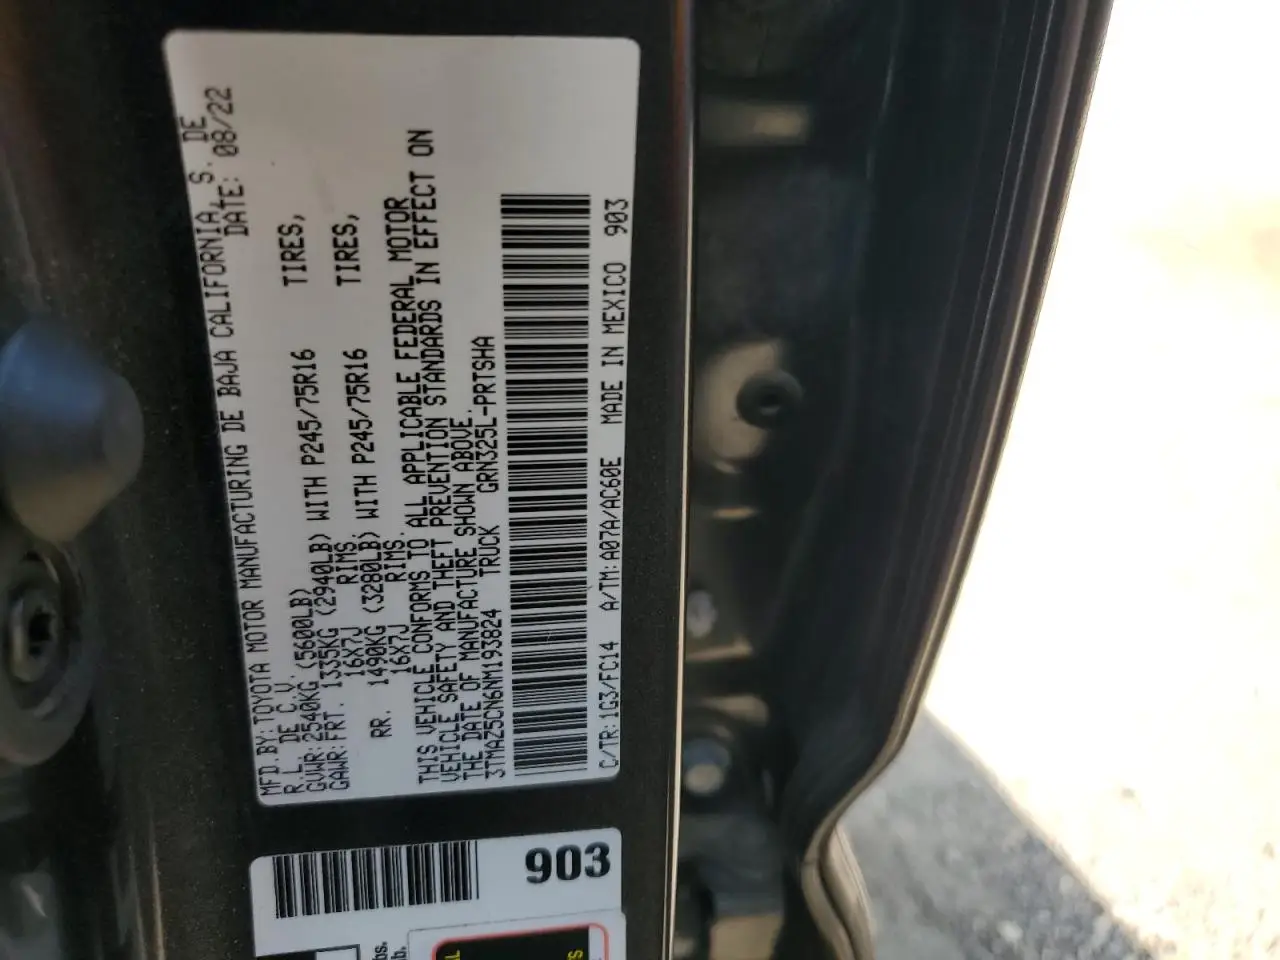 MFD.BY:TOYOTA MOTOR MANUFACTURING DE BAJA CALIFORNIA, S. DE
R.L. DE C.V. DATE: 08/22
GVWR:2540KG (5600LB)
GAWR:FRT. 1335KG (2940LB) WITH P245/75R16 TIRES,
16X7J RIMS.
RR. 1490KG (3280LB) WITH P245/75R16 TIRES,
16X7J RIMS.
THIS VEHICLE CONFORMS TO ALL APPLICABLE FEDERAL MOTOR
VEHICLE SAFETY AND THEFT PREVENTION STANDARDS IN EFFECT ON
THE DATE OF MANUFACTURE SHOWN ABOVE.
3TMAZ5CN6NM193824 TRUCK GRN325L-PRTSHA
C/TR:1G3/FC14 A/TM:A07A/AC60E MADE IN MEXICO 903
903